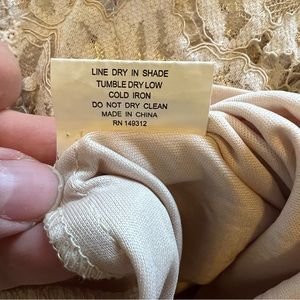 LINE DRY IN SHADE
TUMBLE DRY LOW
COLD IRON
DO NOT DRY CLEAN
MADE IN CHINA
RN 149312